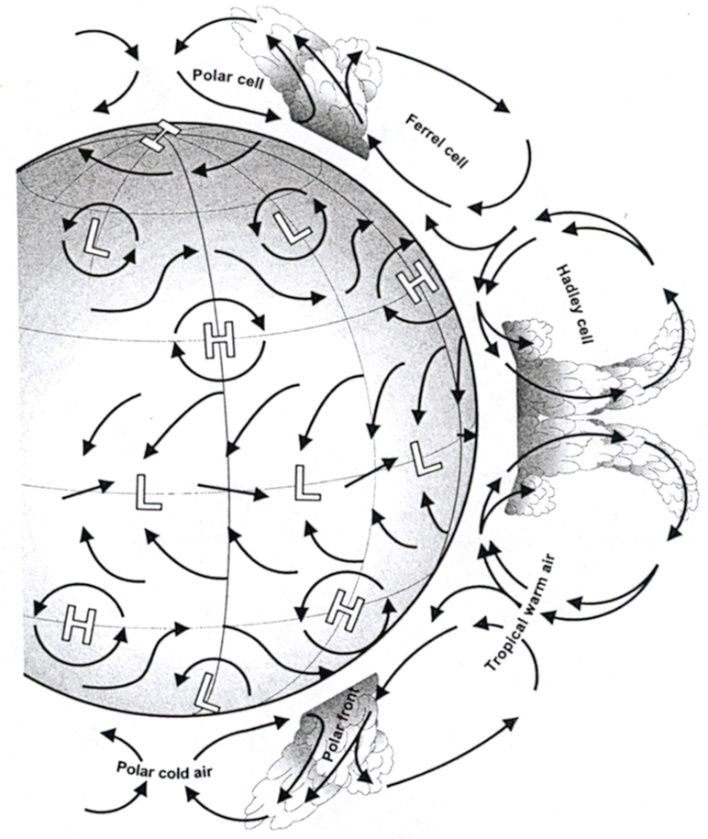 Polar cell
Ferrel cell
H
L
L
H
H
Hadley cell
L
L
L
Tropical warm air
H
H
L
Polar front
Polar cold air